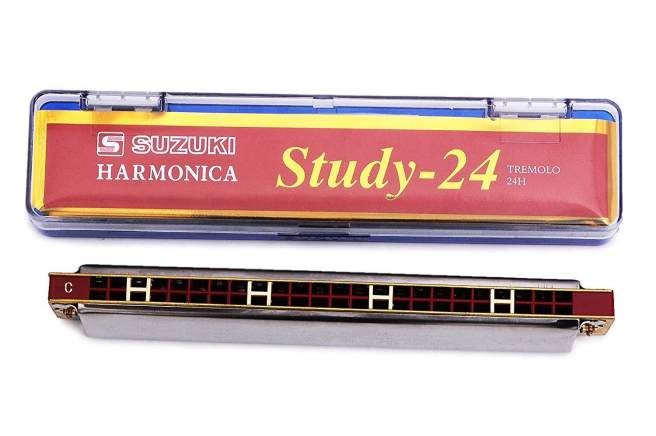 S SUZUKI
HARMONICA
Study-24
TREMOLO
24H
C